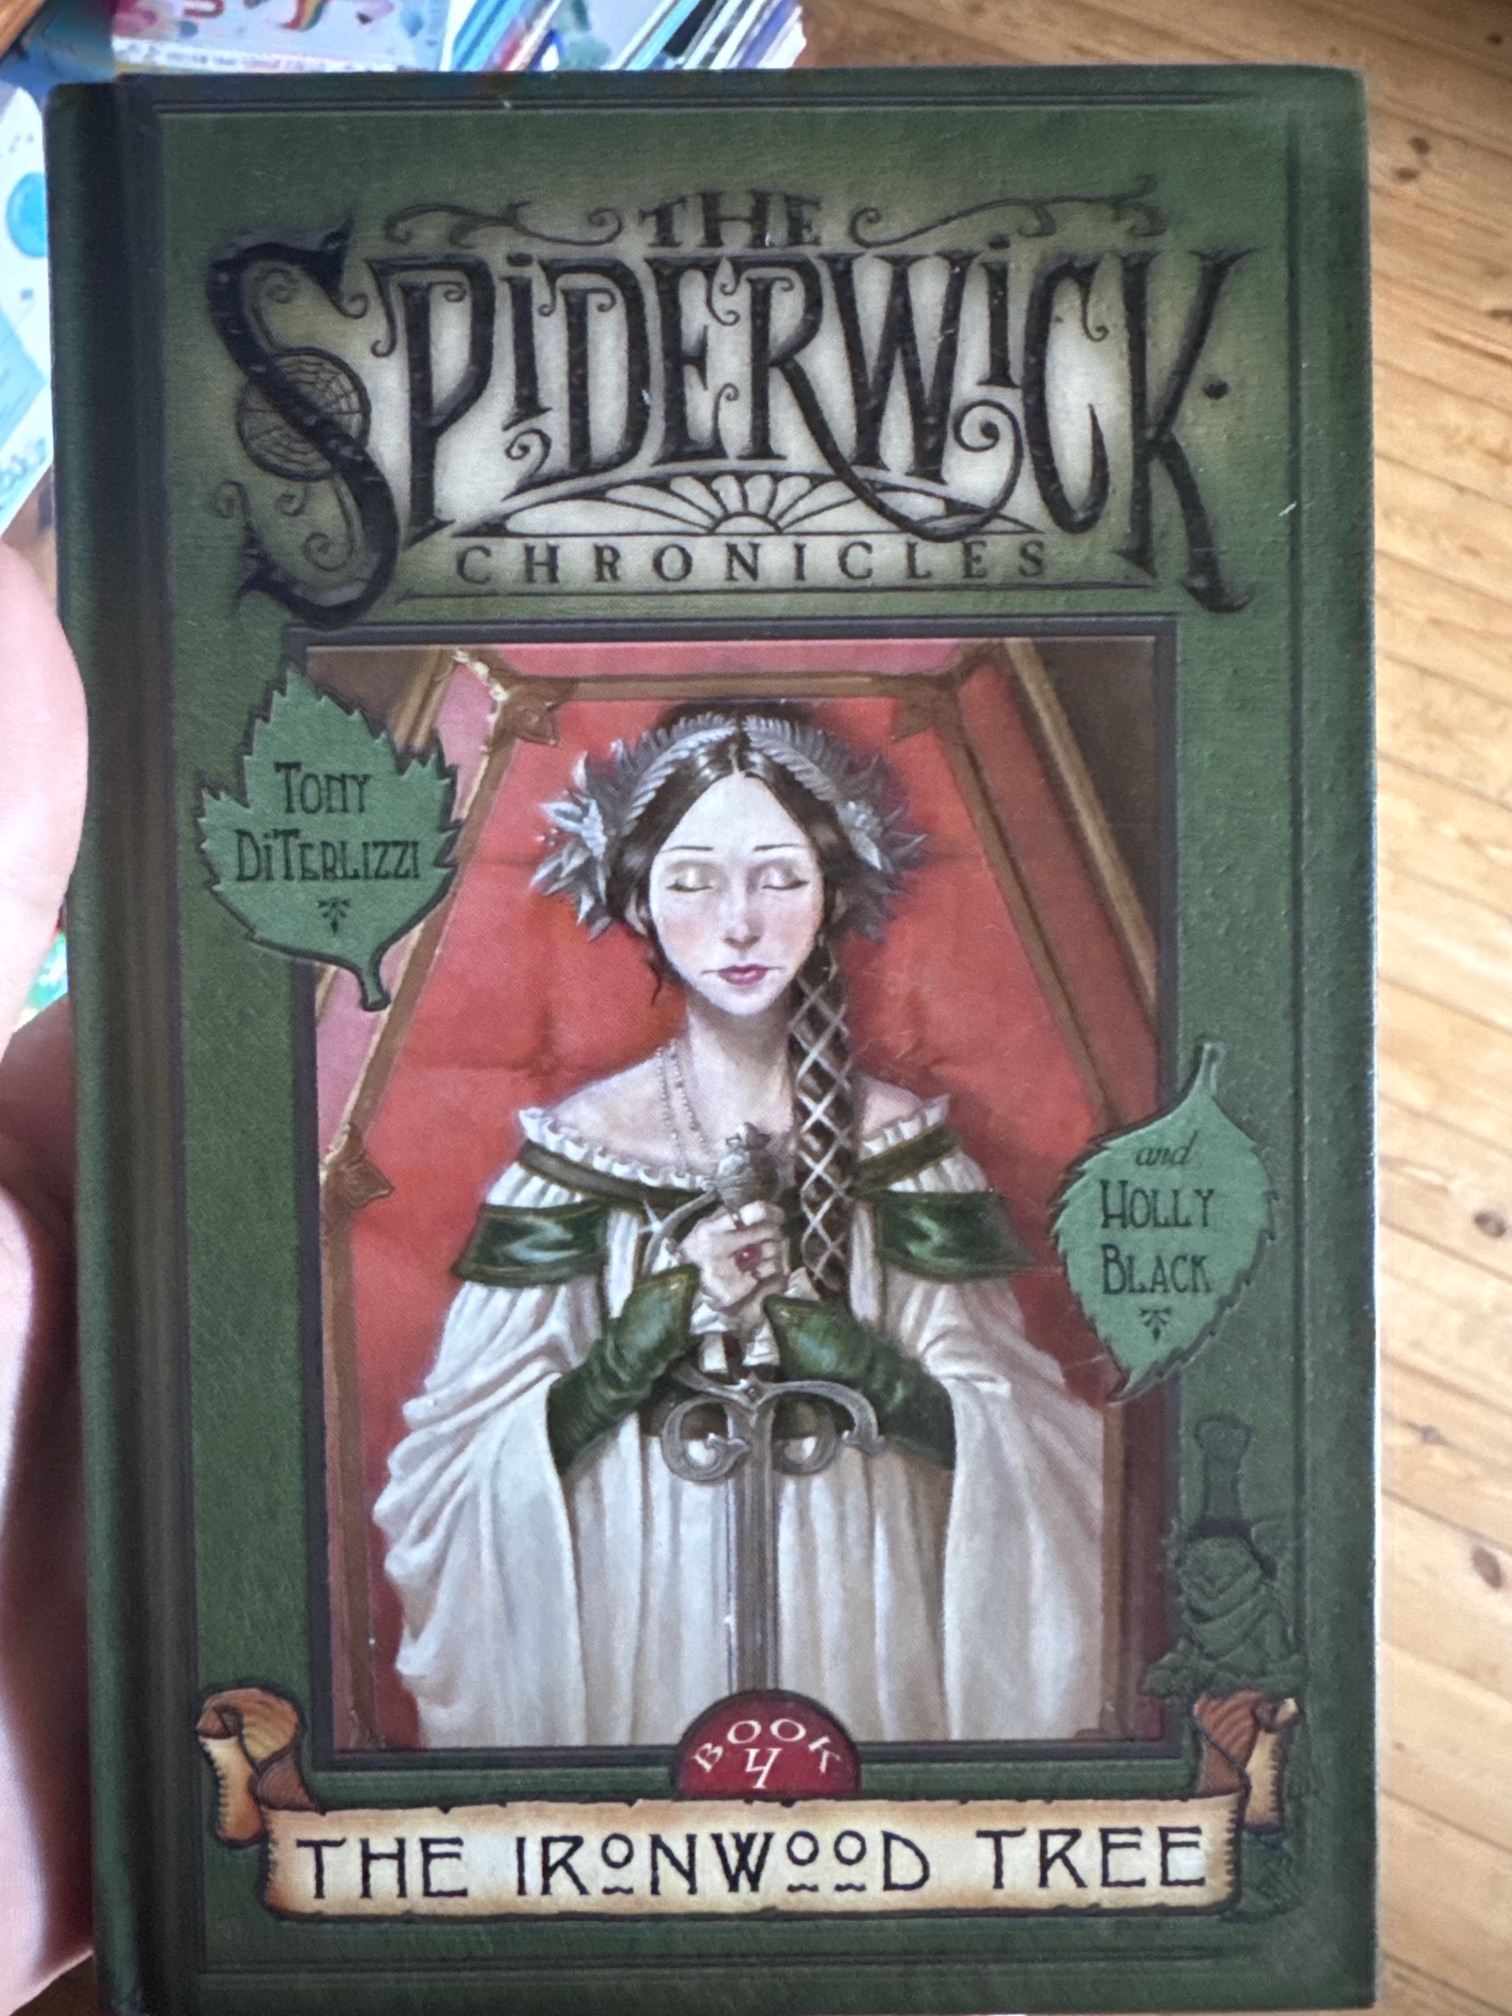 THE
SPiDERWiCK
CHRONICLES
TONY
DiTERLIZZI
and
HOLLY
BLACK
BOOK
4
THE IRONWOOD TREE